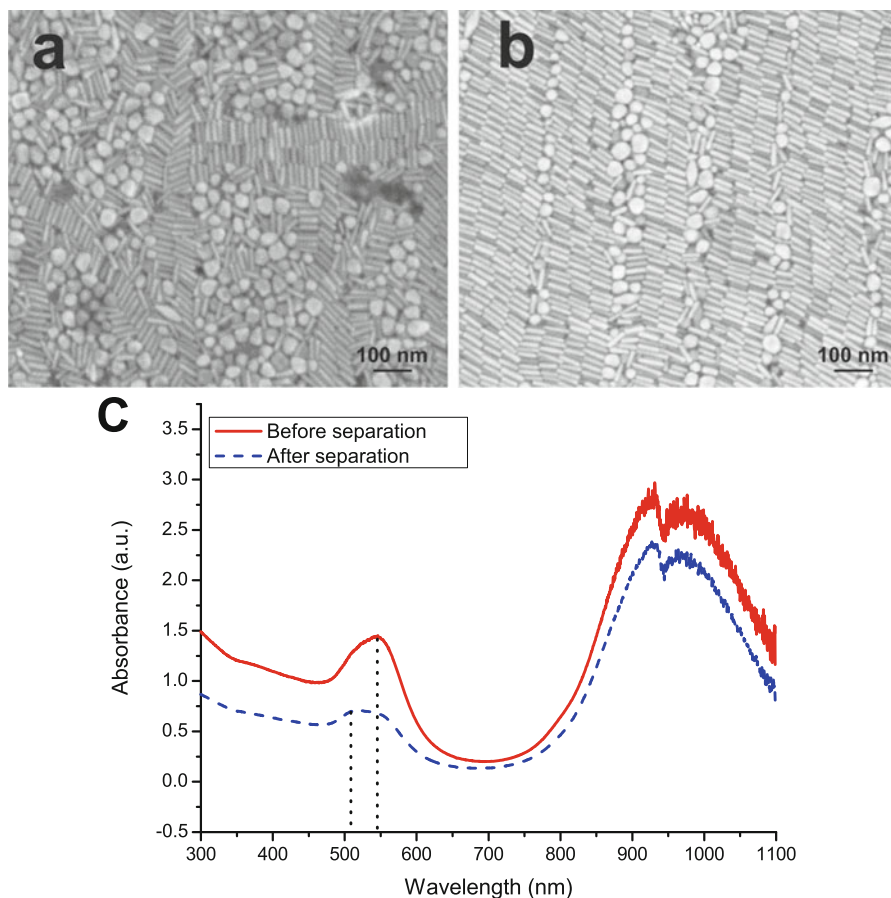 a
b
100 nm
100 nm
C
Before separation
After separation
3.5
3.0
2.5
2.0
1.5
1.0
0.5
0.0
-0.5
Absorbance (a.u.)
300 400 500 600 700 800 900 1000 1100
Wavelength (nm)